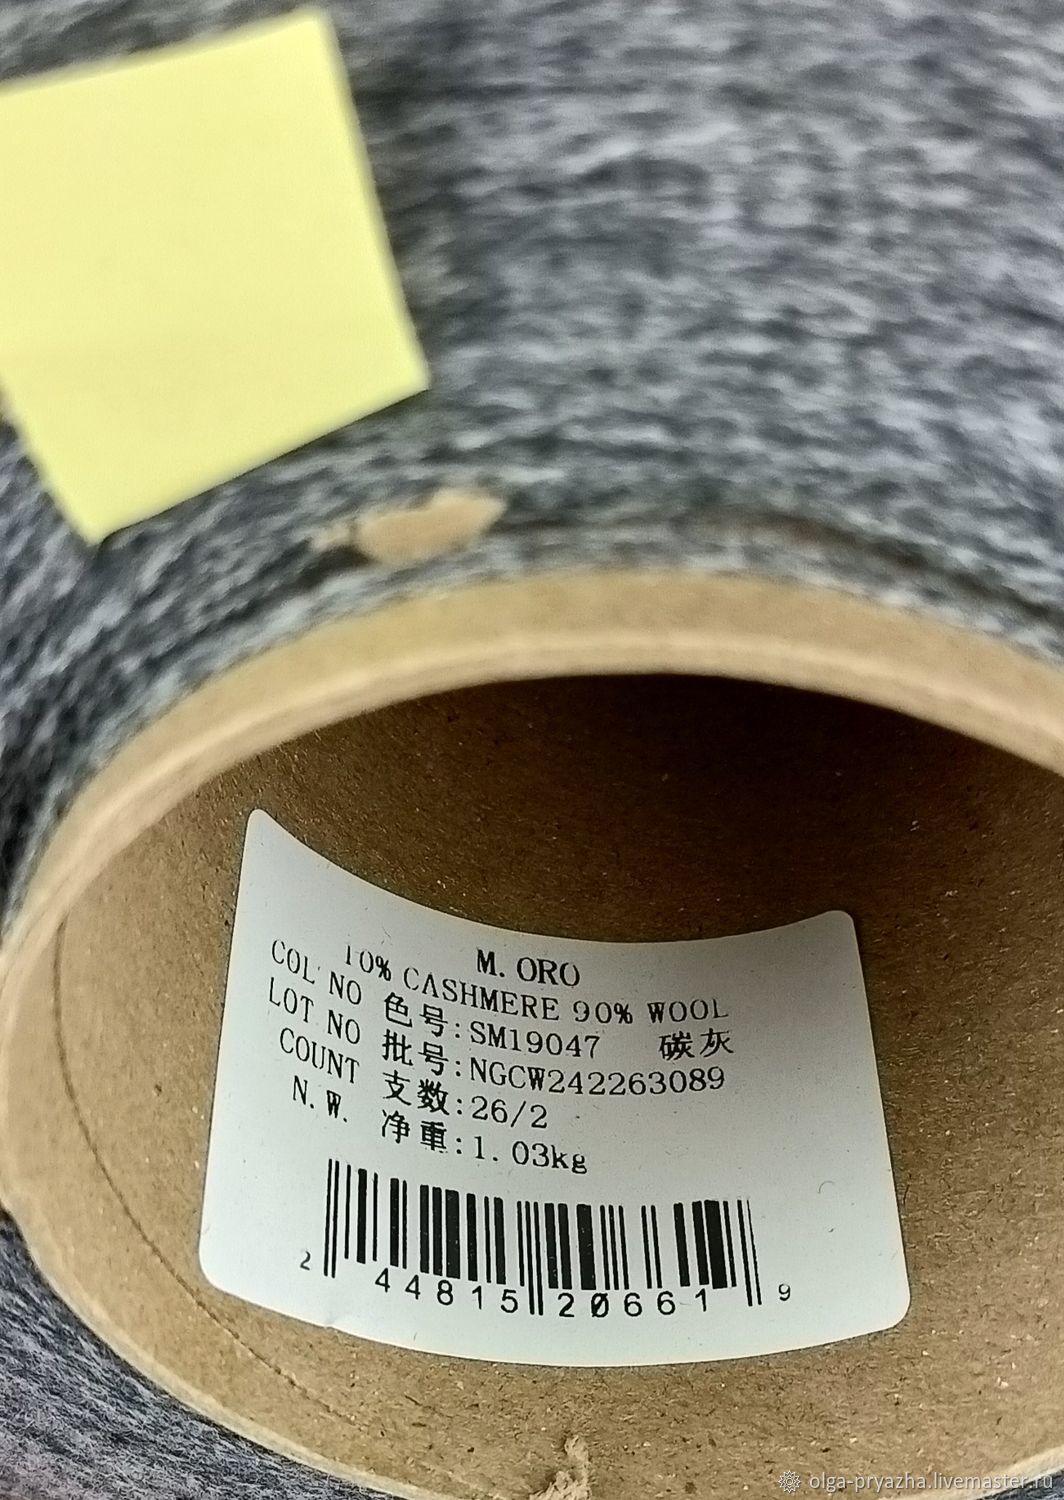 M. ORO
10% CASHMERE 90% WOOL
COL NO 色号:SM19047 碳灰
LOT NO 批号:NGCW242263089
COUNT 支数:26/2
N.W. 净重:1.03kg
2 44815 20661 9
olga-pryazha.livemaster.ru